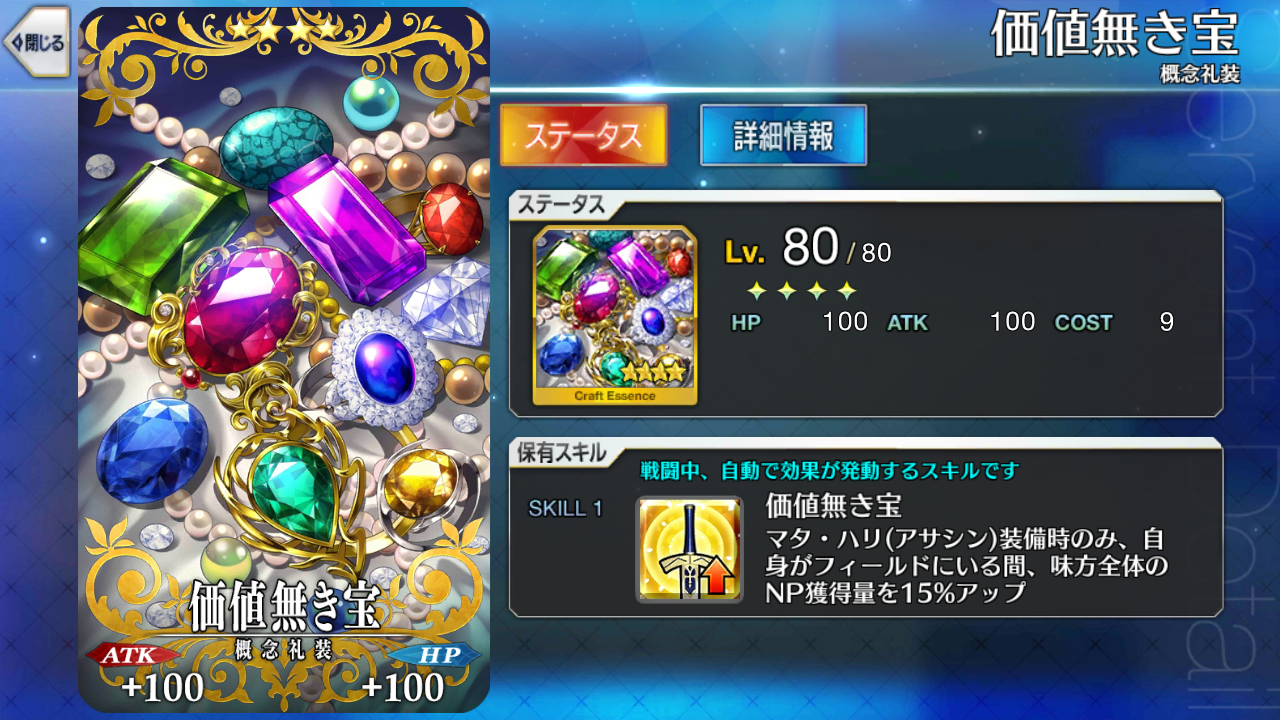 閉じる
価値無き宝
概念礼装
ステータス
詳細情報
ステータス
Lv. 80/80
HP 100 ATK 100 COST 9
Craft Essence
保有スキル
戦闘中、自動で効果が発動するスキルです
SKILL 1
価値無き宝
マタ・ハリ(アサシン)装備時のみ、自
身がフィールドにいる間、味方全体の
NP獲得量を15%アップ
価値無き宝
概念礼装
ATK
HP
+100
+100